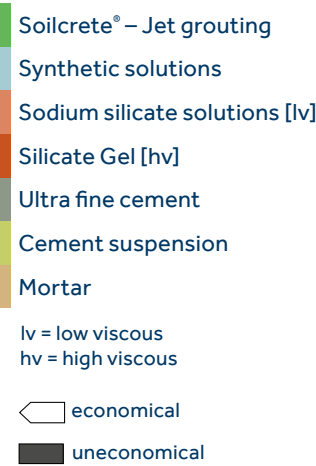 Soilcrete® – Jet grouting
Synthetic solutions
Sodium silicate solutions [lv]
Silicate Gel [hv]
Ultra fine cement
Cement suspension
Mortar
lv = low viscous
hv = high viscous
economical
uneconomical